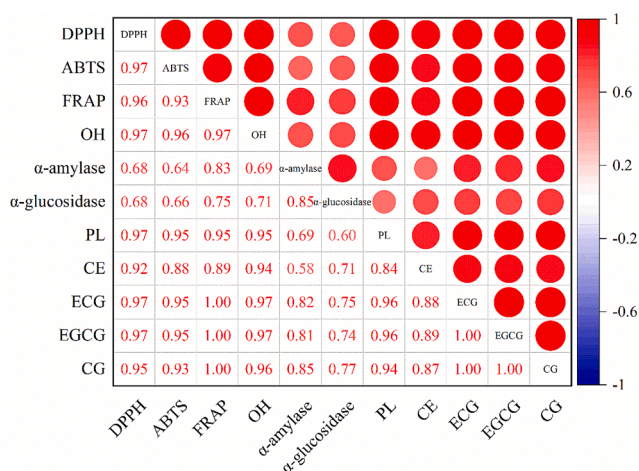 DPPH DPPH 1
ABTS 0.97 ABTS
FRAP 0.96 0.93 FRAP 0.6
OH 0.97 0.96 0.97 OH
α-amylase 0.68 0.64 0.83 0.69 α-amylase 0.2
α-glucosidase 0.68 0.66 0.75 0.71 0.85 α-glucosidase
PL 0.97 0.95 0.95 0.95 0.69 0.60 PL -0.2
CE 0.92 0.88 0.89 0.94 0.58 0.71 0.84 CE
ECG 0.97 0.95 1.00 0.97 0.82 0.75 0.96 0.88 ECG -0.6
EGCG 0.97 0.95 1.00 0.97 0.81 0.74 0.96 0.89 1.00 EGCG
CG 0.95 0.93 1.00 0.96 0.85 0.77 0.94 0.87 1.00 1.00 CG -1
DPPH ABTS FRAP OH α-amylase α-glucosidase PL CE ECG EGCG CG